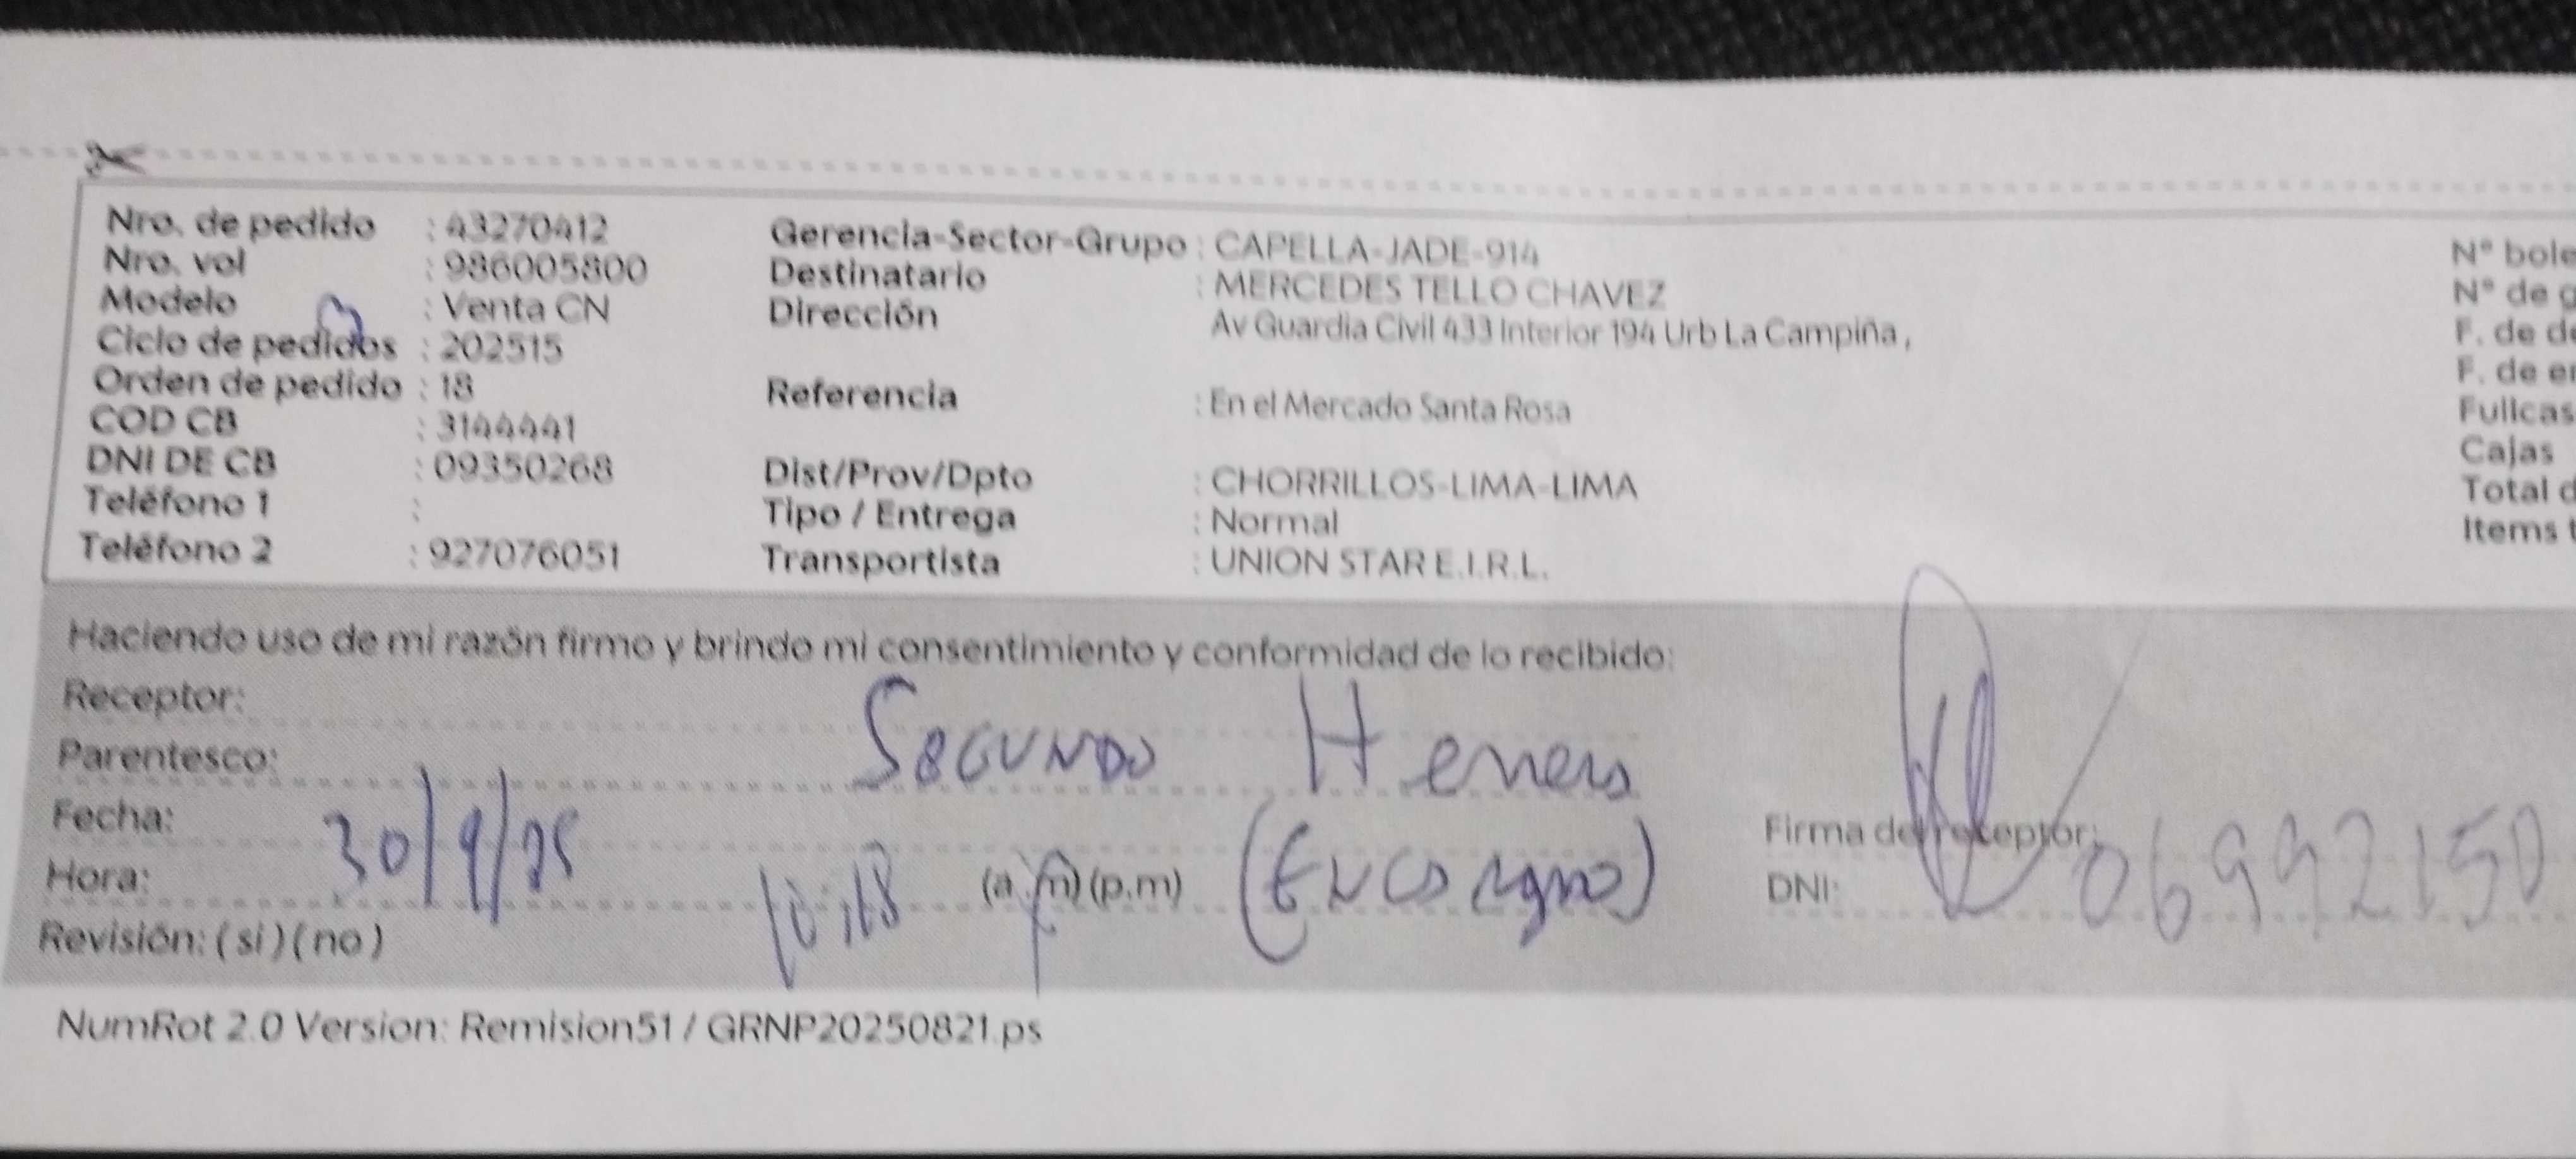 Nro. de pedido : 43270412
Nro. vol : 986005800
Modelo : Venta CN
Ciclo de pedidos : 202515
Orden de pedido : 18
COD CB : 3144441
DNI DE CB : 09350268
Teléfono 1 :
Teléfono 2 : 927076051
Gerencia-Sector-Grupo : CAPELLA-JADE-914
Destinatario : MERCEDES TELLO CHAVEZ
Dirección Av Guardia Civil 433 Interior 194 Urb La Campiña ,
Referencia : En el Mercado Santa Rosa
Dist/Prov/Dpto : CHORRILLOS-LIMA-LIMA
Tipo / Entrega : Normal
Transportista : UNION STAR E.I.R.L.
N° bole
N° de g
F. de de
F. de en
Fullcas
Cajas
Total d
Items t
Haciendo uso de mi razón firmo y brindo mi consentimiento y conformidad de lo recibido:
Receptor:
Parentesco: SEGUNDO
Fecha: 30/9/25
Hora: 10:18 (a.m) (p.m)
Revisión: ( si ) ( no )
Firma del receptor:
DNI: 06992150
NumRot 2.0 Version: Remision51 / GRNP20250821.ps